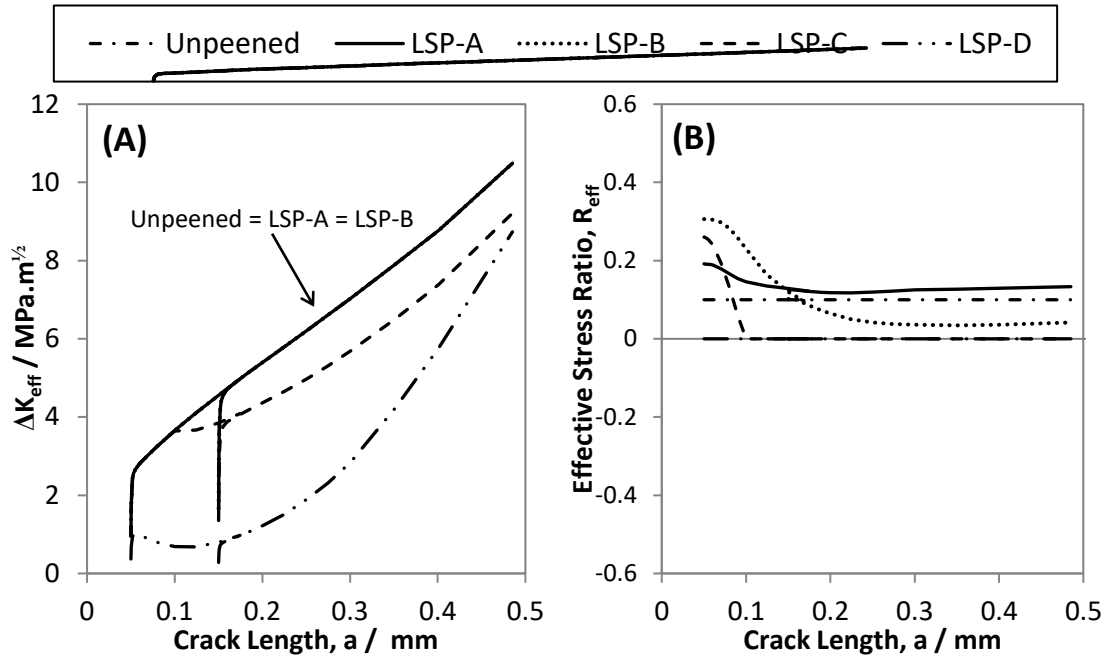 Unpeened LSP-A LSP-B LSP-C LSP-D
(A)
12
10
8
6
4
2
0
ΔKeff / MPa.m½
Unpeened = LSP-A = LSP-B
0 0.1 0.2 0.3 0.4 0.5
Crack Length, a / mm
(B)
0.6
0.4
0.2
0
-0.2
-0.4
-0.6
Effective Stress Ratio, Reff
0 0.1 0.2 0.3 0.4 0.5
Crack Length, a / mm